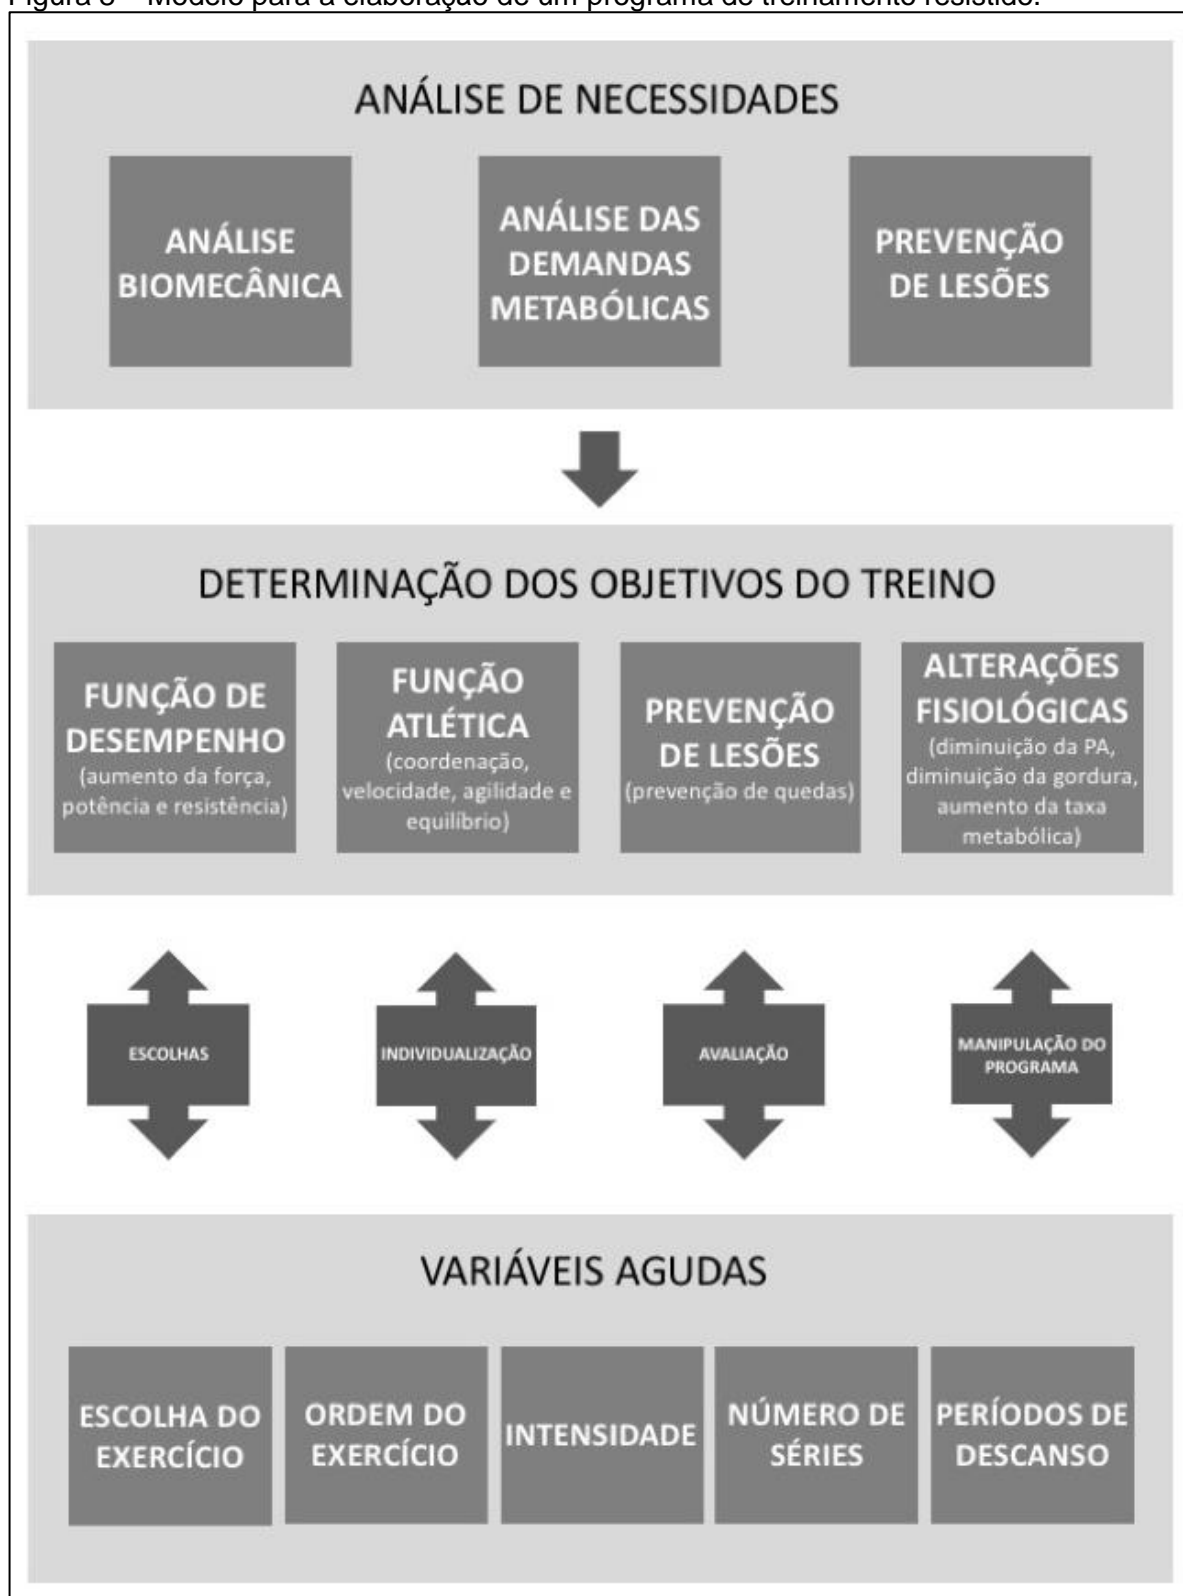 Figura 8 – Modelo para a elaboração de um programa de treinamento resistido.
ANÁLISE DE NECESSIDADES
ANÁLISE
BIOMECÂNICA
ANÁLISE DAS
DEMANDAS
METABÓLICAS
PREVENÇÃO
DE LESÕES
DETERMINAÇÃO DOS OBJETIVOS DO TREINO
FUNÇÃO DE
DESEMPENHO
(aumento da força,
potência e resistência)
FUNÇÃO
ATLÉTICA
(coordenação,
velocidade, agilidade e
equilíbrio)
PREVENÇÃO
DE LESÕES
(prevenção de quedas)
ALTERAÇÕES
FISIOLÓGICAS
(diminuição da PA,
diminuição da gordura,
aumento da taxa
metabólica)
ESCOLHAS
INDIVIDUALIZAÇÃO
AVALIAÇÃO
MANIPULAÇÃO DO
PROGRAMA
VARIÁVEIS AGUDAS
ESCOLHA DO
EXERCÍCIO
ORDEM DO
EXERCÍCIO
INTENSIDADE
NÚMERO DE
SÉRIES
PERÍODOS DE
DESCANSO